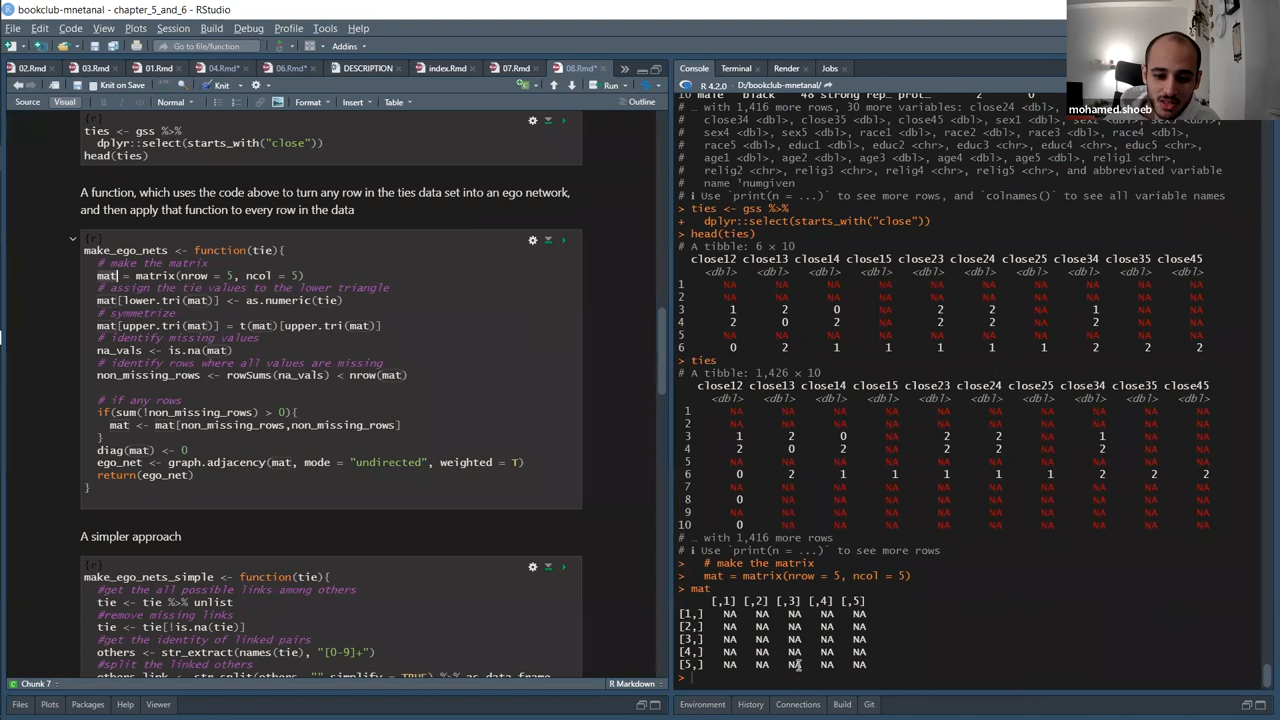 bookclub-mnetanal - chapter_5_and_6 - RStudio
File Edit Code View Plots Session Build Debug Profile Tools Help
Go to file/function Addins
02.Rmd 03.Rmd 01.Rmd 04.Rmd* 06.Rmd* DESCRIPTION index.Rmd 07.Rmd 08.Rmd*
Knit on Save Knit Run
Source Visual B I Normal Format Insert Table Outline
{r}
ties <- gss %>%
dplyr::select(starts_with("close"))
head(ties)
A function, which uses the code above to turn any row in the ties data set into an ego network,
and then apply that function to every row in the data
{r}
make_ego_nets <- function(tie){
# make the matrix
mat = matrix(nrow = 5, ncol = 5)
# assign the tie values to the lower triangle
mat[lower.tri(mat)] <- as.numeric(tie)
# symmetrize
mat[upper.tri(mat)] = t(mat)[upper.tri(mat)]
# identify missing values
na_vals <- is.na(mat)
# identify rows where all values are missing
non_missing_rows <- rowSums(na_vals) < nrow(mat)
# if any rows
if(sum(!non_missing_rows) > 0){
mat <- mat[non_missing_rows,non_missing_rows]
}
diag(mat) <- 0
ego_net <- graph.adjacency(mat, mode = "undirected", weighted = T)
return(ego_net)
}
A simpler approach
{r}
make_ego_nets_simple <- function(tie){
#get the all possible links among others
tie <- tie %>% unlist
#remove missing links
tie <- tie[!is.na(tie)]
#get the identity of linked pairs
others <- str_extract(names(tie), "[0-9]+")
#split the linked others
Chunk 7 R Markdown
Files Plots Packages Help Viewer
Console Terminal Render Jobs
R 4.2.0 · D:/bookclub-mnetanal/
mohamed.shoeb
10 male black 48 strong rep… prot… 2 0
# … with 1,416 more rows, 30 more variables: close24 <dbl>,
# close34 <dbl>, close35 <dbl>, close45 <dbl>, sex1 <dbl>, sex2 <dbl>,
# sex4 <dbl>, sex5 <dbl>, race1 <dbl>, race2 <dbl>, race3 <dbl>, race4 <dbl>,
# race5 <dbl>, educ1 <dbl>, educ2 <chr>, educ3 <chr>, educ4 <chr>, educ5 <chr>,
# age1 <dbl>, age2 <dbl>, age3 <dbl>, age4 <dbl>, age5 <dbl>, relig1 <chr>,
# relig2 <chr>, relig3 <chr>, relig4 <chr>, relig5 <chr>, and abbreviated variable
# name ¹numgiven
# ℹ Use `print(n = ...)` to see more rows, and `colnames()` to see all variable names
> ties <- gss %>%
+ dplyr::select(starts_with("close"))
> head(ties)
# A tibble: 6 × 10
close12 close13 close14 close15 close23 close24 close25 close34 close35 close45
<dbl> <dbl> <dbl> <dbl> <dbl> <dbl> <dbl> <dbl> <dbl> <dbl>
1 NA NA NA NA NA NA NA NA NA NA
2 NA NA NA NA NA NA NA NA NA NA
3 1 2 0 NA 2 2 NA 1 NA NA
4 2 0 2 NA 2 2 NA 2 NA NA
5 NA NA NA NA NA NA NA NA NA NA
6 0 2 1 1 1 1 1 2 2 2
> ties
# A tibble: 1,426 × 10
close12 close13 close14 close15 close23 close24 close25 close34 close35 close45
<dbl> <dbl> <dbl> <dbl> <dbl> <dbl> <dbl> <dbl> <dbl> <dbl>
1 NA NA NA NA NA NA NA NA NA NA
2 NA NA NA NA NA NA NA NA NA NA
3 1 2 0 NA 2 2 NA 1 NA NA
4 2 0 2 NA 2 2 NA 2 NA NA
5 NA NA NA NA NA NA NA NA NA NA
6 0 2 1 1 1 1 1 2 2 2
7 NA NA NA NA NA NA NA NA NA NA
8 0 NA NA NA NA NA NA NA NA NA
9 NA NA NA NA NA NA NA NA NA NA
10 0 NA NA NA NA NA NA NA NA NA
# … with 1,416 more rows
# ℹ Use `print(n = ...)` to see more rows
> # make the matrix
> mat = matrix(nrow = 5, ncol = 5)
> mat
[,1] [,2] [,3] [,4] [,5]
[1,] NA NA NA NA NA
[2,] NA NA NA NA NA
[3,] NA NA NA NA NA
[4,] NA NA NA NA NA
[5,] NA NA NA NA NA
>
Environment History Connections Build Git